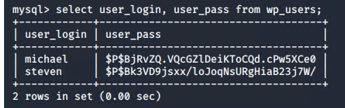 mysql> select user_login, user_pass from wp_users;
+------------+------------------------------------+
| user_login | user_pass                          |
+------------+------------------------------------+
| michael    | $P$BjRvZQ.VQcGZlDeiKToCQd.cPw5XCe0 |
| steven     | $P$Bk3VD9jsxx/loJoqNsURgHiaB23j7W/ |
+------------+------------------------------------+
2 rows in set (0.00 sec)